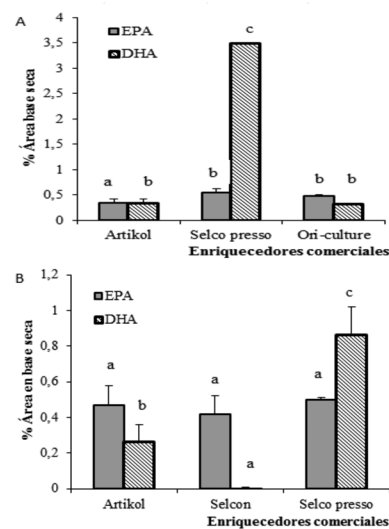 A
4
3,5
3
2,5
2
1,5
1
0,5
0
% Área base seca
EPA
DHA
a b
b c
b b
Artikol Selco presso Ori-culture
Enriquecedores comerciales
B
1,2
1
0,8
0,6
0,4
0,2
0
% Área en base seca
EPA
DHA
a b
a a
a c
Artikol Selcon Selco presso
Enriquecedores comerciales